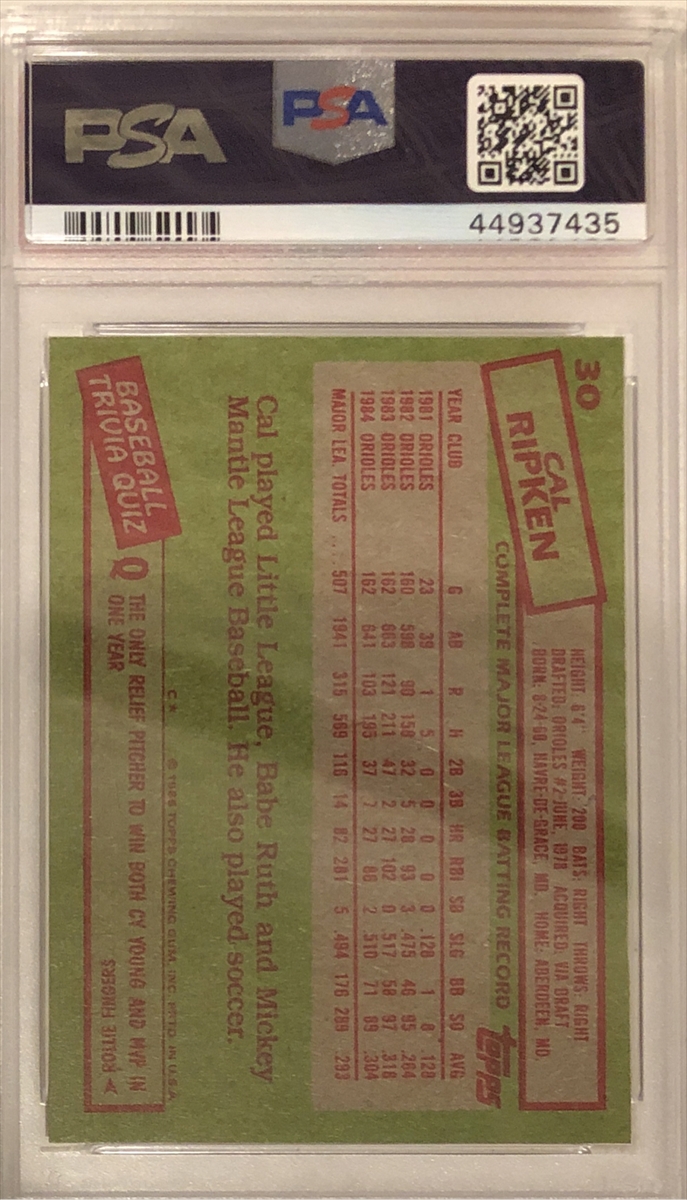 PSA
PSA
44937435
30
CAL
RIPKEN
HEIGHT: 6'4" WEIGHT: 200 BATS: RIGHT THROWS: RIGHT
DRAFTED: ORIOLES #2-JUNE, 1978 ACQUIRED: VIA DRAFT
BORN: 8-24-60, HAVRE-DE-GRACE, MD. HOME: ABERDEEN, MD.
COMPLETE MAJOR LEAGUE BATTING RECORD
topps
YEAR CLUB G AB R H 2B 3B HR RBI SB SLG BB SO AVG
1981 ORIOLES 23 39 1 5 0 0 0 0 0 .128 1 8 .128
1982 ORIOLES 160 598 90 158 32 5 28 93 3 .475 46 95 .264
1983 ORIOLES 162 663 121 211 47 2 27 102 0 .517 58 97 .318
1984 ORIOLES 162 641 103 195 37 7 27 86 2 .510 71 89 .304
MAJOR LEA. TOTALS 507 1941 315 569 116 14 82 281 5 .494 176 289 .293
Cal played Little League, Babe Ruth and Mickey
Mantle League Baseball. He also played soccer.
C* © 1985 TOPPS CHEWING GUM, INC. PRTD. IN U.S.A.
BASEBALL
TRIVIA QUIZ
Q THE ONLY RELIEF PITCHER TO WIN BOTH CY YOUNG AND MVP IN
ONE YEAR
A ROLLIE FINGERS